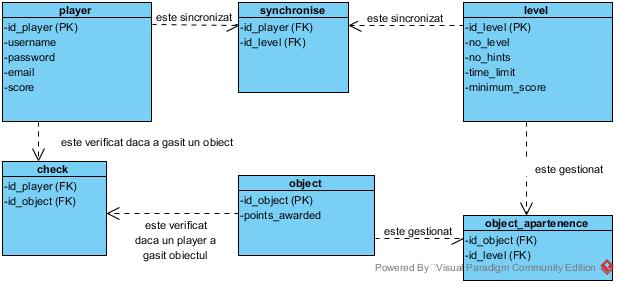 player
-id_player (PK)
-username
-password
-email
-score
este sincronizat
synchronise
-id_player (FK)
-id_level (FK)
este sincronizat
level
-id_level (PK)
-no_level
-no_hints
-time_limit
-minimum_score
este verificat daca a gasit un obiect
este gestionat
check
-id_player (FK)
-id_object (FK)
este verificat
daca un player a
gasit obiectul
object
-id_object (PK)
-points_awarded
este gestionat
object_apartenence
-id_object (FK)
-id_level (FK)
Powered By Visual Paradigm Community Edition